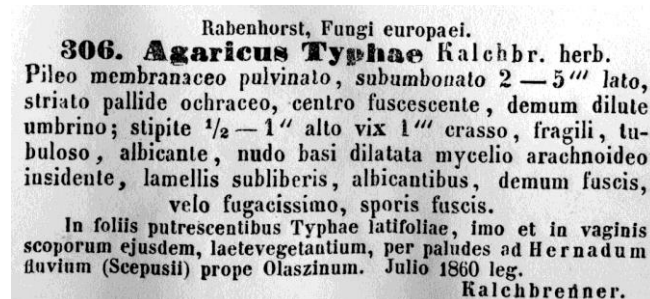 Rabenhorst, Fungi europaei.
306. Agaricus Typhae Kalchbr. herb.
Pileo membranaceo pulvinato, subumbonato 2 — 5''' lato,
striato pallide ochraceo, centro fuscescente, demum dilute
umbrino; stipite ½ — 1'' alto vix 1''' crasso, fragili, tu-
buloso, albicante, nudo basi dilatata mycelio arachnoideo
insidente, lamellis subliberis, albicantibus, demum fuscis,
velo fugacissimo, sporis fuscis.
In foliis putrescentibus Typhae latifoliae, imo et in vaginis
scoporum ejusdem, laetevegetantium, per paludes ad Hernadum
fluvium (Scepusii) prope Olaszinum. Julio 1860 leg.
Kalchbrenner.